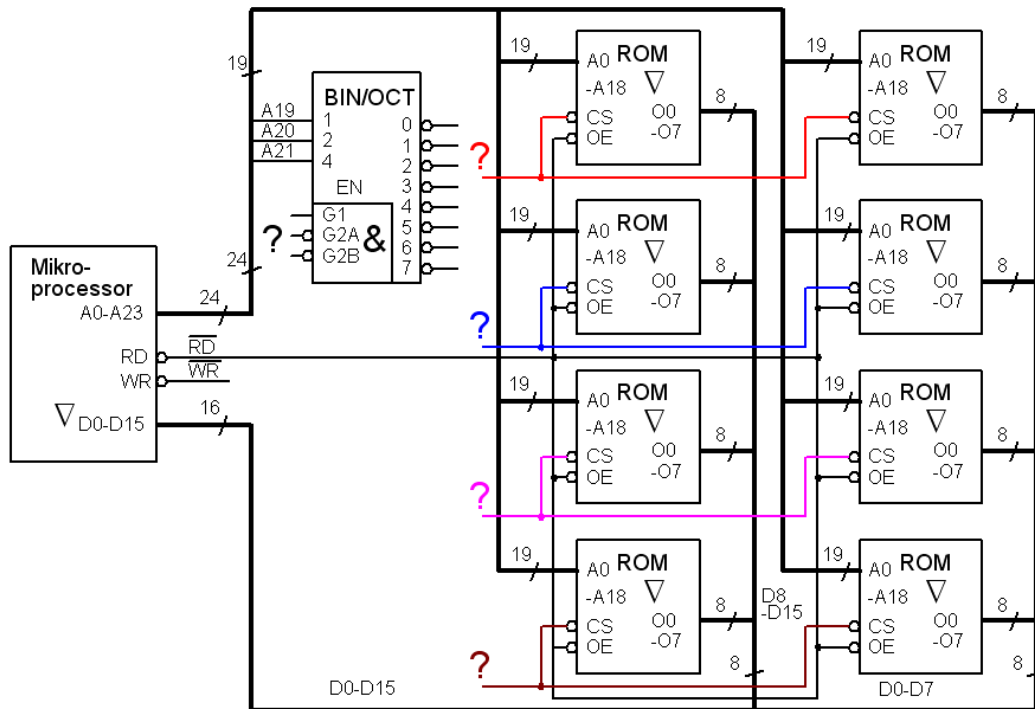 19
A19
A20
A21
BIN/OCT
1
2
4
EN
G1
G2A
G2B
&
?
0
1
2
3
4
5
6
7
24
Mikro-
processor
A0-A23
24
RD
RD
WR
WR
D0-D15
16
D0-D15
19
ROM
A0
-A18
CS
OE
O0
-O7
8
?
19
ROM
A0
-A18
CS
OE
O0
-O7
8
19
ROM
A0
-A18
CS
OE
O0
-O7
8
?
19
ROM
A0
-A18
CS
OE
O0
-O7
8
19
ROM
A0
-A18
CS
OE
O0
-O7
8
?
19
ROM
A0
-A18
CS
OE
O0
-O7
8
19
ROM
A0
-A18
CS
OE
O0
-O7
8
?
D8
-D15
8
19
ROM
A0
-A18
CS
OE
O0
-O7
8
8
D0-D7